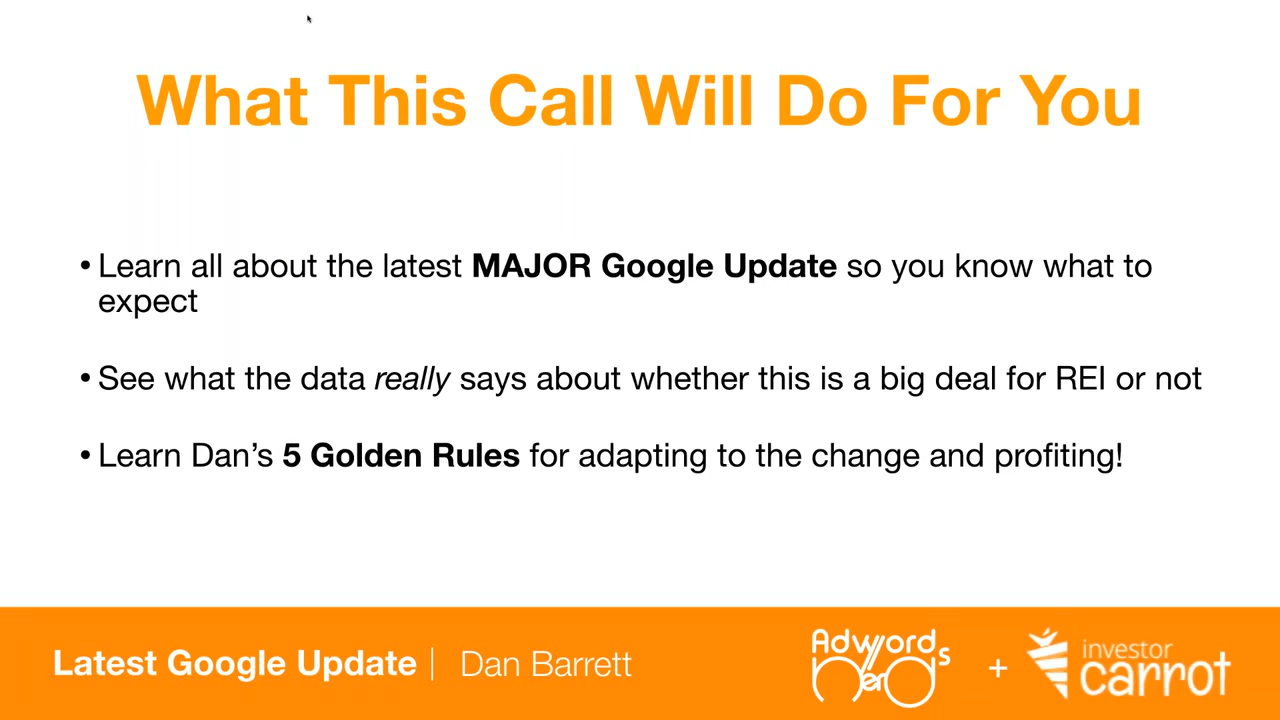 What This Call Will Do For You
• Learn all about the latest MAJOR Google Update so you know what to
expect
• See what the data really says about whether this is a big deal for REI or not
• Learn Dan’s 5 Golden Rules for adapting to the change and profiting!
Latest Google Update | Dan Barrett
Adwords
nerd
+
investor
carrot